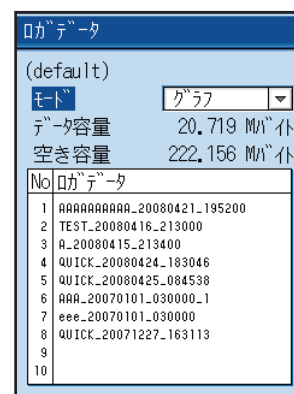 ﾛｶﾞﾃﾞｰﾀ
(default)
ﾓｰﾄﾞ ｸﾞﾗﾌ
ﾃﾞｰﾀ容量 20.719 Mﾊﾞｲﾄ
空き容量 222.156 Mﾊﾞｲﾄ
No ﾛｶﾞﾃﾞｰﾀ
1 AAAAAAAAAA_20080421_195200
2 TEST_20080416_213000
3 A_20080415_213400
4 QUICK_20080424_183046
5 QUICK_20080425_084538
6 AAA_20070101_030000_1
7 eee_20070101_030000
8 QUICK_20071227_163113
9
10